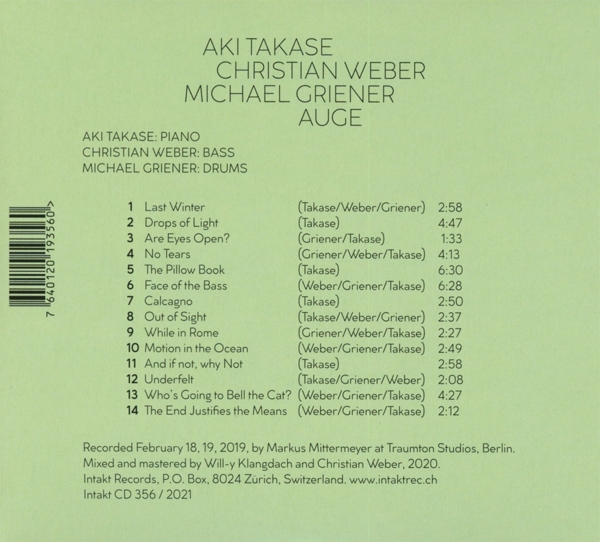 AKI TAKASE
CHRISTIAN WEBER
MICHAEL GRIENER
AUGE
AKI TAKASE: PIANO
CHRISTIAN WEBER: BASS
MICHAEL GRIENER: DRUMS
1 Last Winter (Takase/Weber/Griener) 2:58
2 Drops of Light (Takase) 4:47
3 Are Eyes Open? (Griener/Takase) 1:33
4 No Tears (Griener/Weber/Takase) 4:13
5 The Pillow Book (Takase) 6:30
6 Face of the Bass (Weber/Griener/Takase) 6:28
7 Calcagno (Takase) 2:50
8 Out of Sight (Takase/Weber/Griener) 2:37
9 While in Rome (Griener/Weber/Takase) 2:27
10 Motion in the Ocean (Weber/Griener/Takase) 2:49
11 And if not, why Not (Takase) 2:58
12 Underfelt (Takase/Griener/Weber) 2:08
13 Who's Going to Bell the Cat? (Weber/Griener/Takase) 4:27
14 The End Justifies the Means (Weber/Griener/Takase) 2:12
7 640120 193560 >
Recorded February 18, 19, 2019, by Markus Mittermeyer at Traumton Studios, Berlin.
Mixed and mastered by Will-y Klangdach and Christian Weber, 2020.
Intakt Records, P.O. Box, 8024 Zürich, Switzerland. www.intaktrec.ch
Intakt CD 356 / 2021